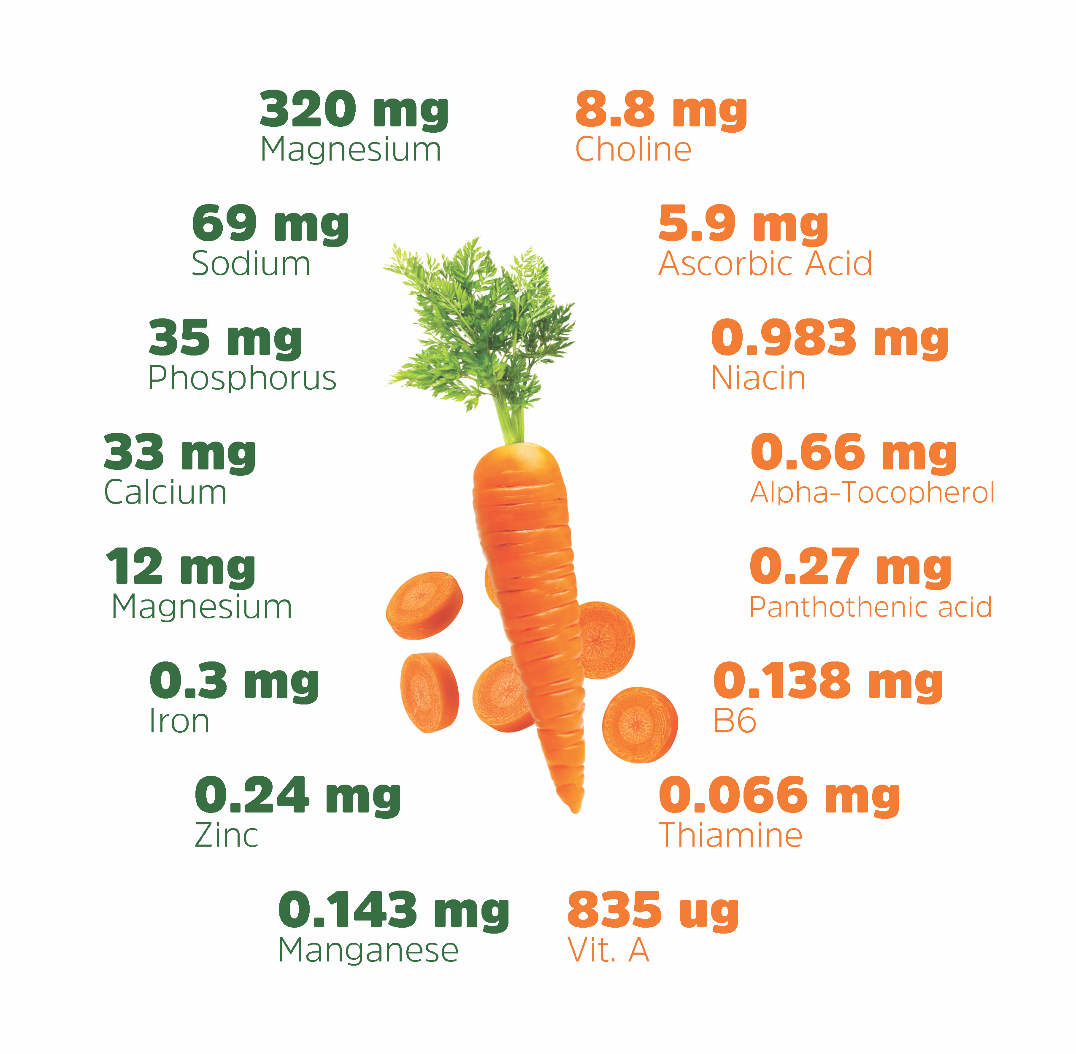 320 mg
Magnesium
8.8 mg
Choline
69 mg
Sodium
5.9 mg
Ascorbic Acid
35 mg
Phosphorus
0.983 mg
Niacin
33 mg
Calcium
0.66 mg
Alpha-Tocopherol
12 mg
Magnesium
0.27 mg
Panthothenic acid
0.3 mg
Iron
0.138 mg
B6
0.24 mg
Zinc
0.066 mg
Thiamine
0.143 mg
Manganese
835 ug
Vit. A